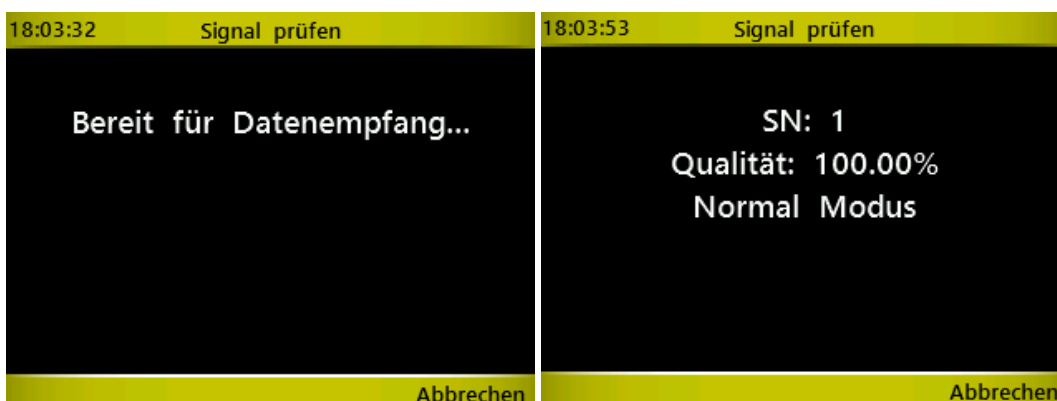 18:03:32 Signal prüfen
Bereit für Datenempfang...
Abbrechen
18:03:53 Signal prüfen
SN: 1
Qualität: 100.00%
Normal Modus
Abbrechen